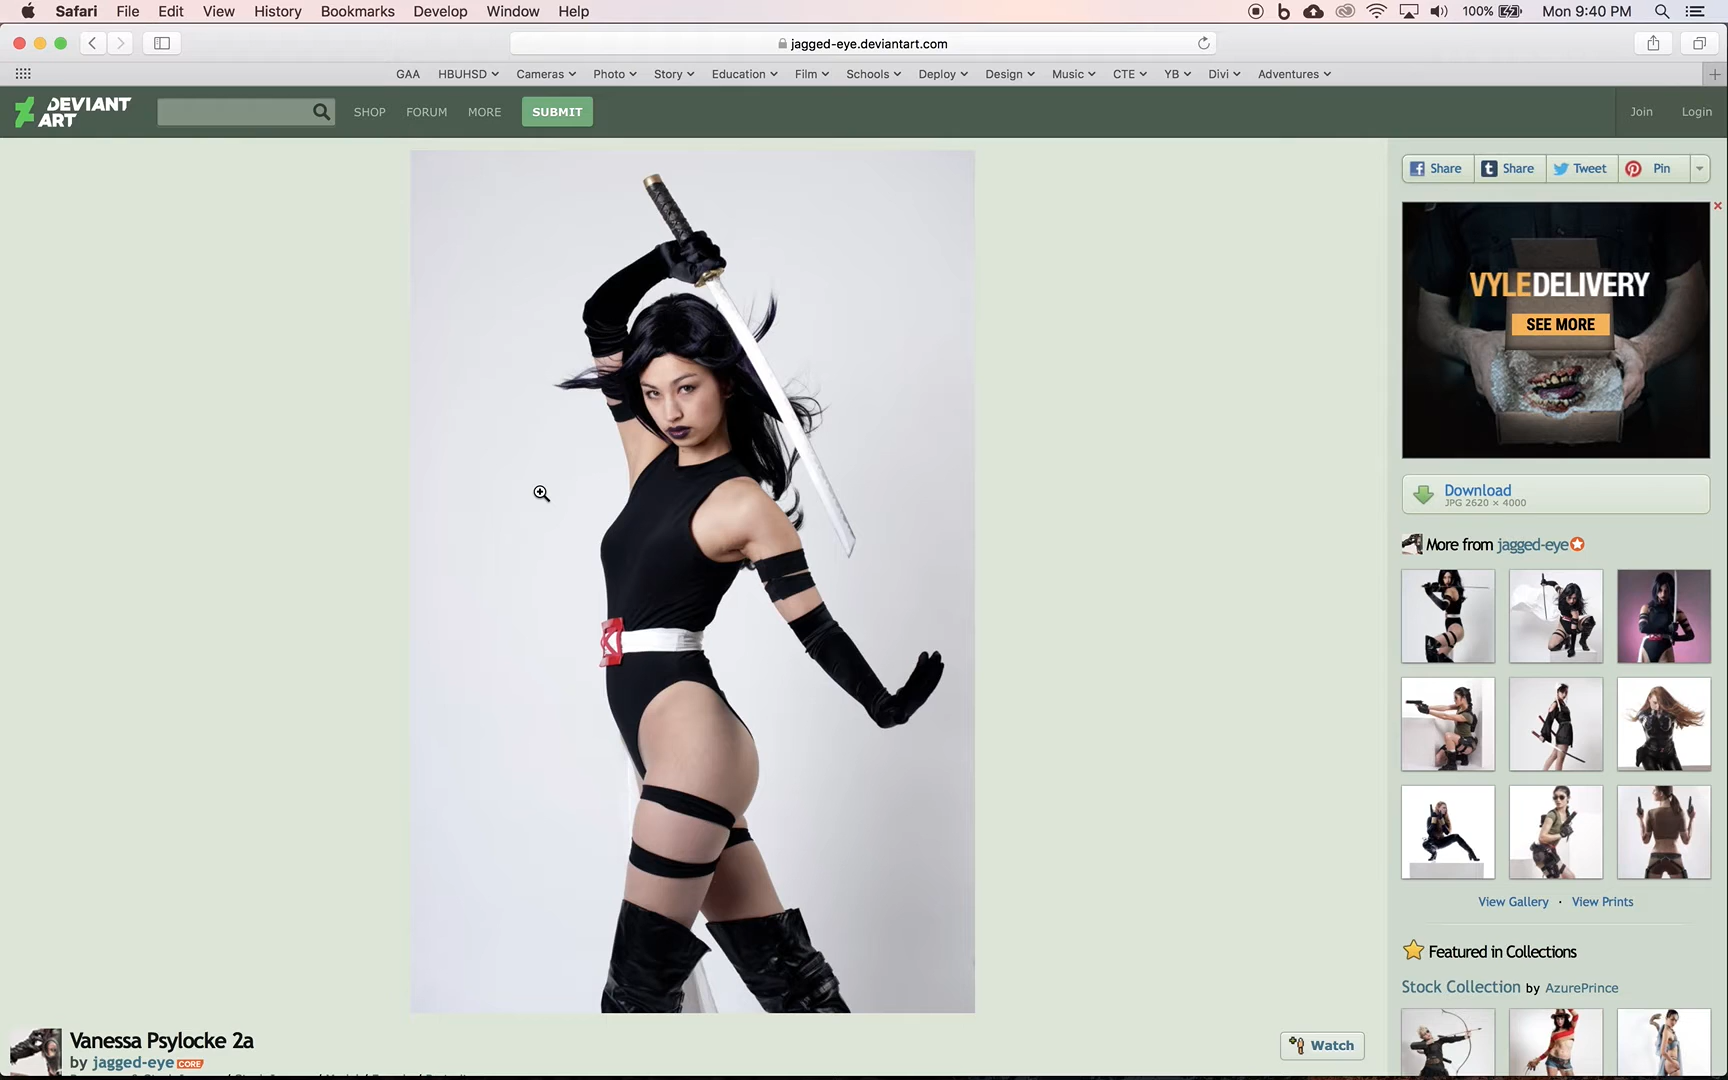 Safari File Edit View History Bookmarks Develop Window Help 100% Mon 9:40 PM
jagged-eye.deviantart.com
GAA HBUHSD Cameras Photo Story Education Film Schools Deploy Design Music CTE YB Divi Adventures
DEVIANT
ART
SHOP FORUM MORE SUBMIT Join Login
Share Share Tweet Pin
VYLEDELIVERY
SEE MORE
Download
JPG 2620 × 4000
More from jagged-eye
View Gallery · View Prints
Featured in Collections
Stock Collection by AzurePrince
Vanessa Psylocke 2a
by jagged-eye CORE
Watch